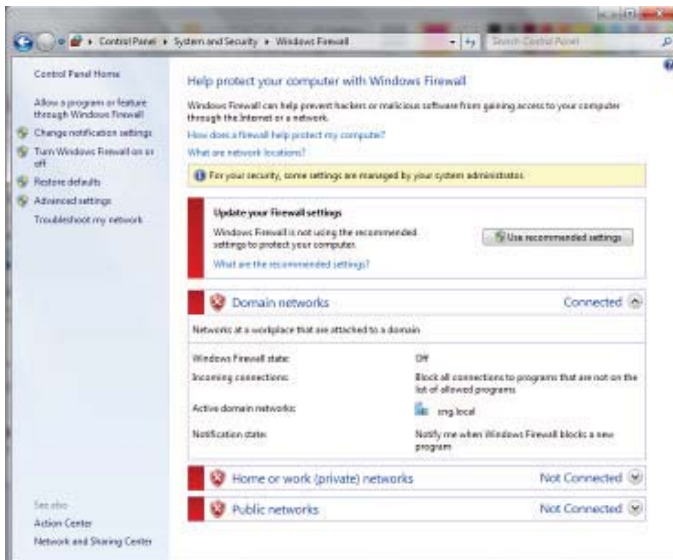 Control Panel ▸ System and Security ▸ Windows Firewall
Search Control Panel
Control Panel Home
Allow a program or feature
through Windows Firewall
Change notification settings
Turn Windows Firewall on or
off
Restore defaults
Advanced settings
Troubleshoot my network
Help protect your computer with Windows Firewall
Windows Firewall can help prevent hackers or malicious software from gaining access to your computer
through the Internet or a network.
How does a firewall help protect my computer?
What are network locations?
For your security, some settings are managed by your system administrator.
Update your Firewall settings
Windows Firewall is not using the recommended
settings to protect your computer.
What are the recommended settings?
Use recommended settings
Domain networks Connected
Networks at a workplace that are attached to a domain
Windows Firewall state: Off
Incoming connections: Block all connections to programs that are not on the
list of allowed programs
Active domain networks: eng.local
Notification state: Notify me when Windows Firewall blocks a new
program
Home or work (private) networks Not Connected
Public networks Not Connected
See also
Action Center
Network and Sharing Center